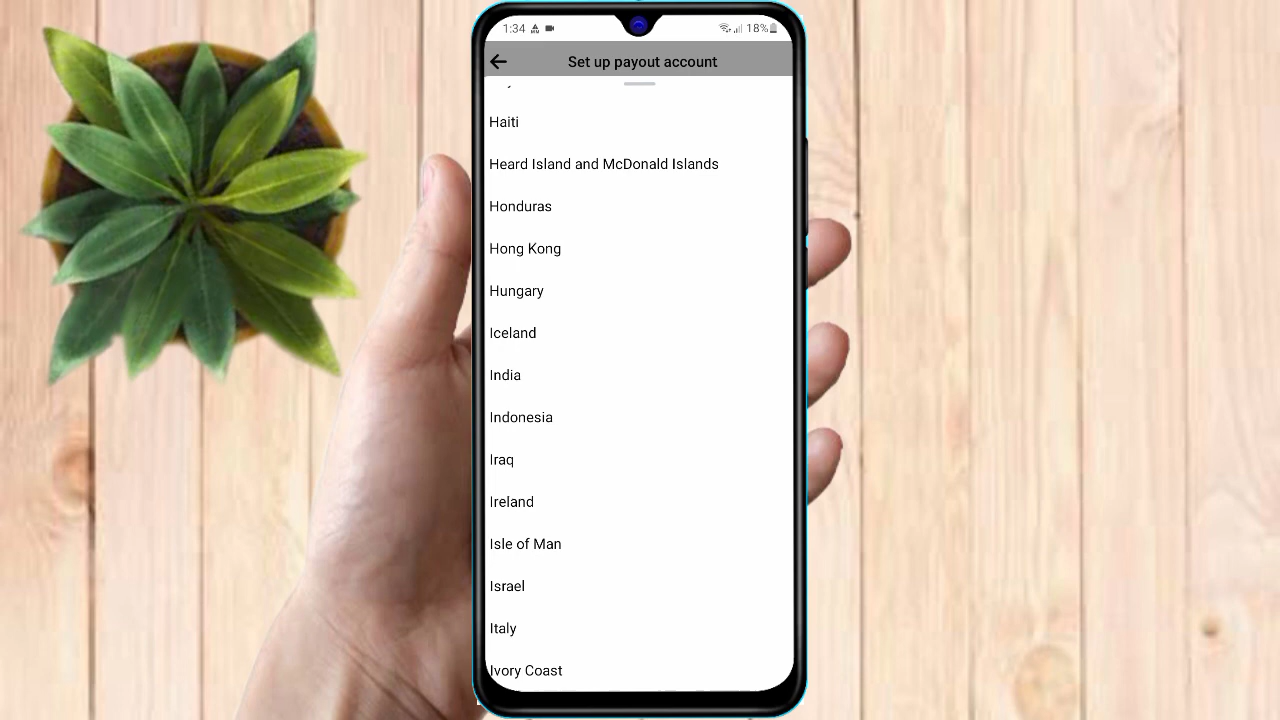 1:34
18%
Set up payout account
Haiti
Heard Island and McDonald Islands
Honduras
Hong Kong
Hungary
Iceland
India
Indonesia
Iraq
Ireland
Isle of Man
Israel
Italy
Ivory Coast